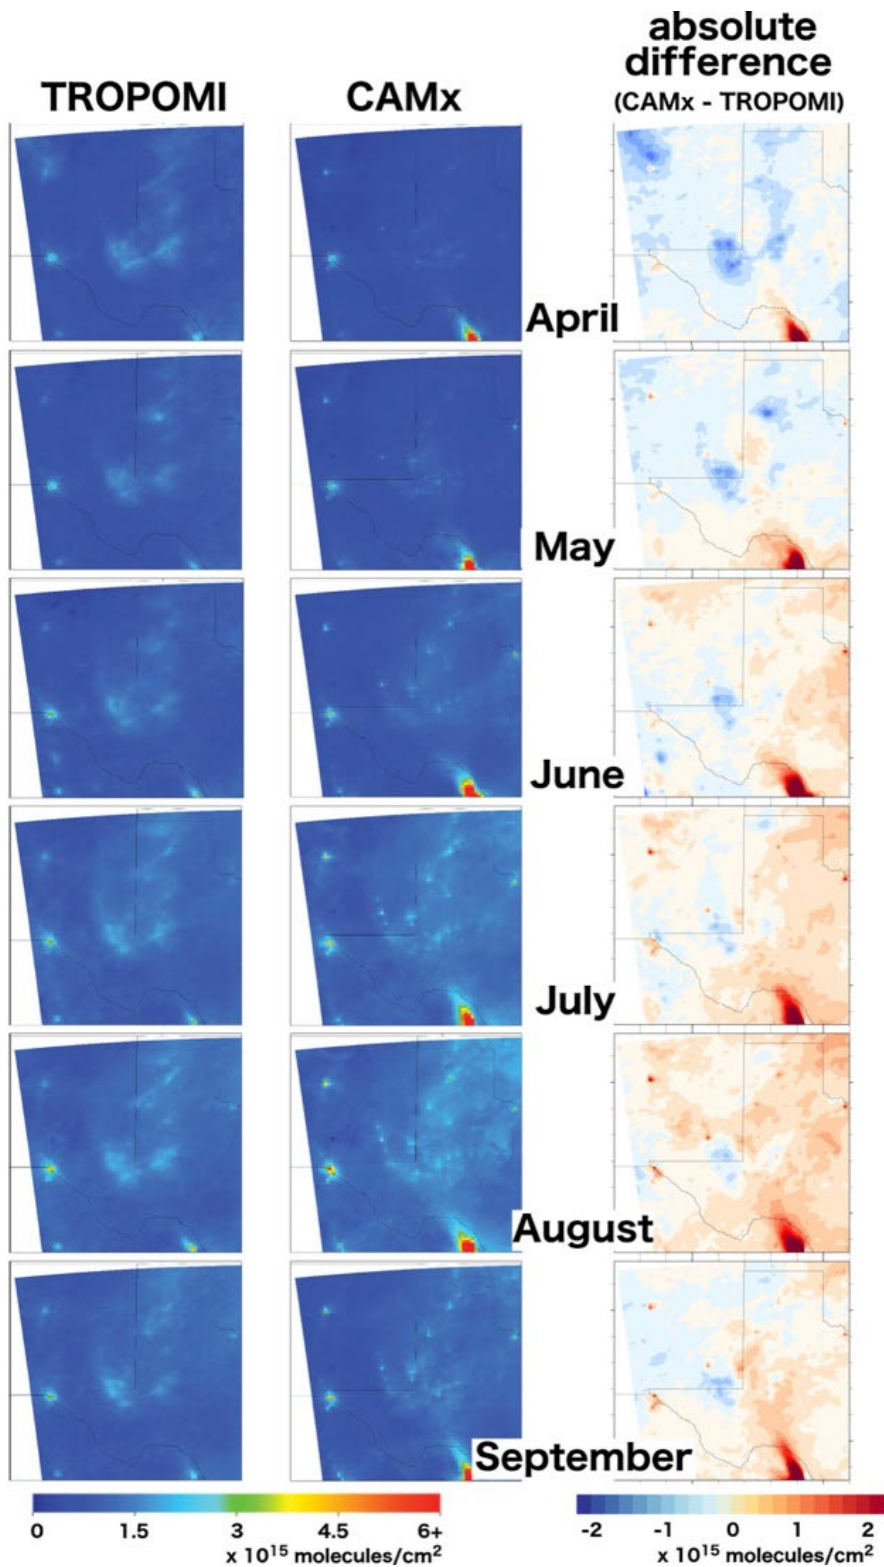 absolute
difference
(CAMx - TROPOMI)
TROPOMI
CAMx
April
May
June
July
August
September
0 1.5 3 4.5 6+
x 10¹⁵ molecules/cm²
-2 -1 0 1 2
x 10¹⁵ molecules/cm²